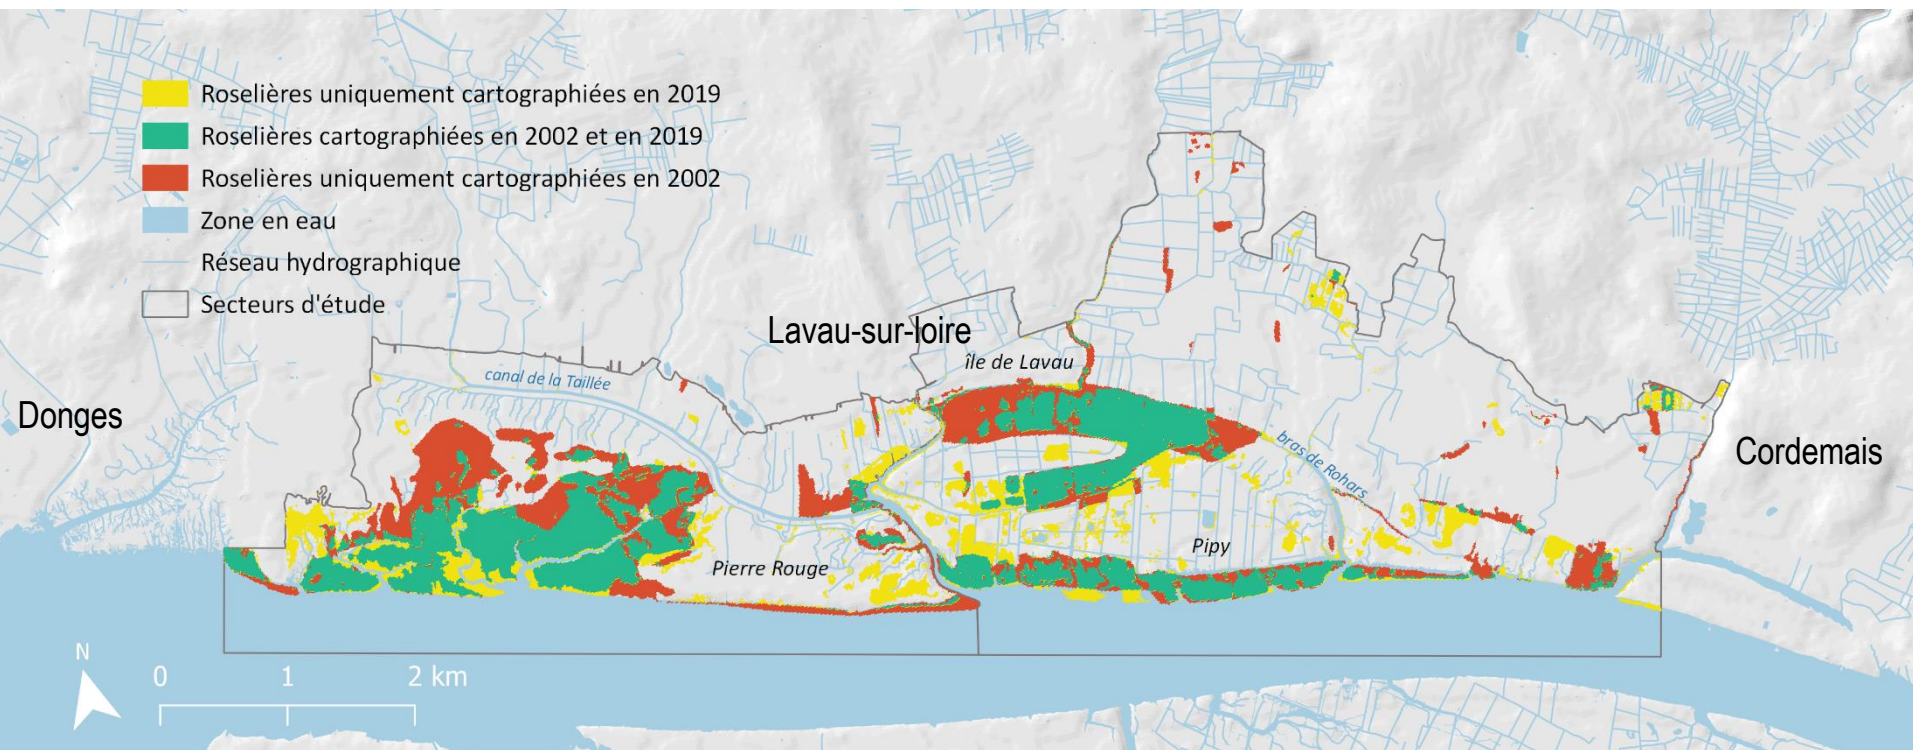 Roselières uniquement cartographiées en 2019
Roselières cartographiées en 2002 et en 2019
Roselières uniquement cartographiées en 2002
Zone en eau
Réseau hydrographique
Secteurs d'étude
Lavau-sur-loire
île de Lavau
canal de la Taillée
Donges
bras de Rohars
Cordemais
Pipy
Pierre Rouge
N
0 1 2 km